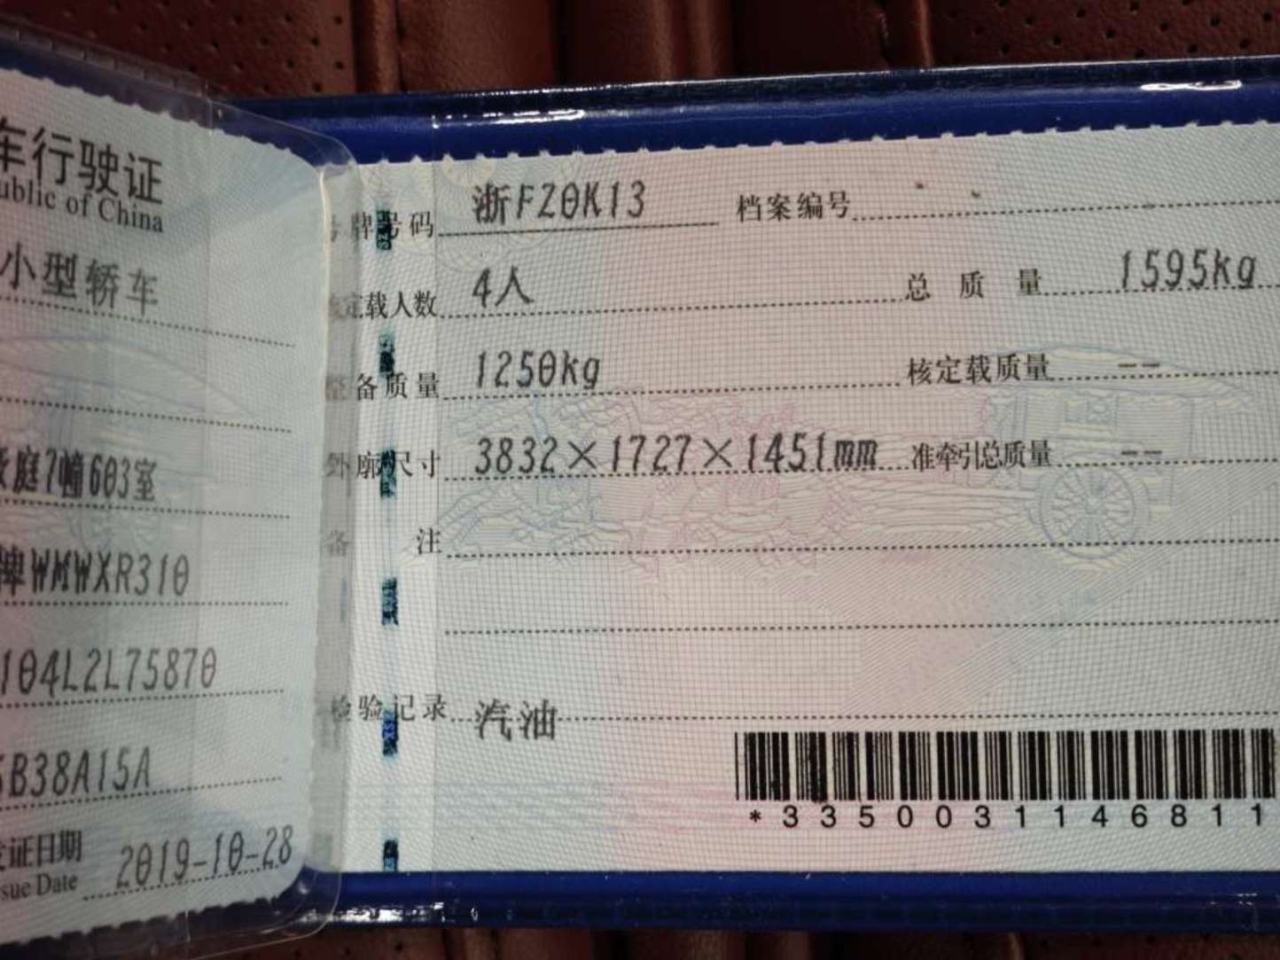 车行驶证
ublic of China
小型轿车
庭7幢603室
牌WMWXR310
104L2L75870
B38A15A
证日期
sue Date
2019-10-28
号牌号码 浙FZ0K13 档案编号
定载人数 4人 总质量 1595kg
整备质量 1250kg 核定载质量 --
外廓尺寸 3832×1727×1451mm 准牵引总质量 --
备注
检验记录 汽油
*3350031146811